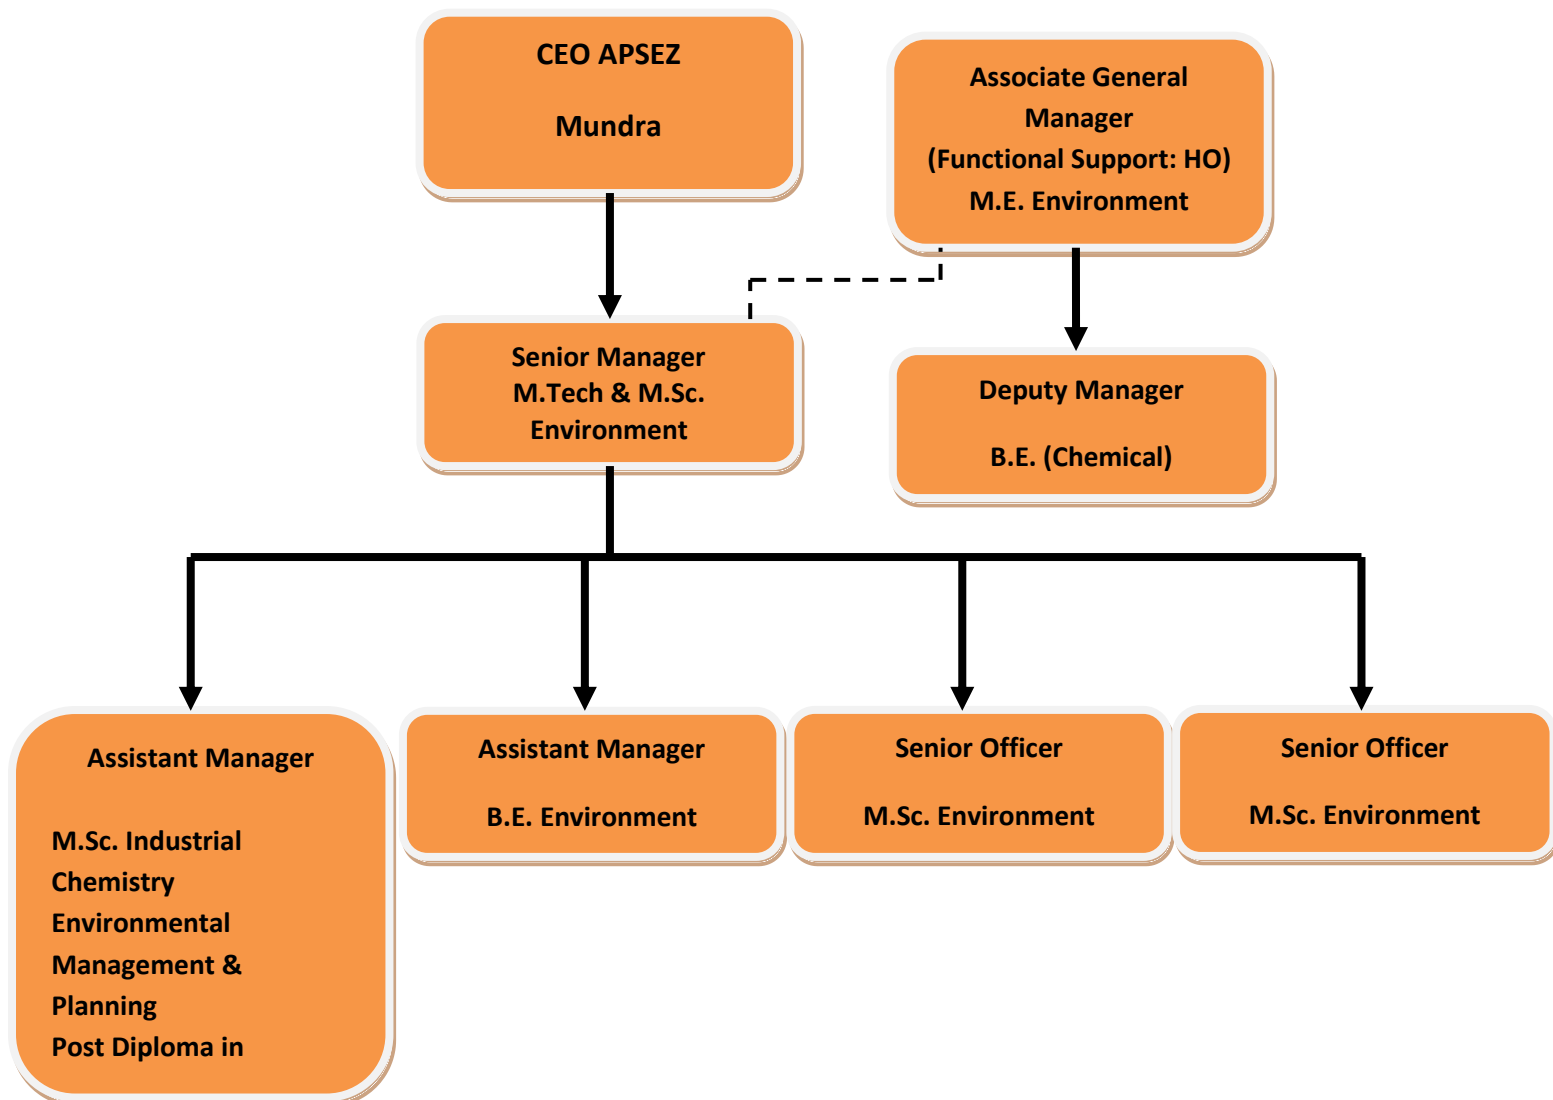 CEO APSEZ
Mundra
Associate General
Manager
(Functional Support: HO)
M.E. Environment
Senior Manager
M.Tech & M.Sc.
Environment
Deputy Manager
B.E. (Chemical)
Assistant Manager
M.Sc. Industrial
Chemistry
Environmental
Management &
Planning
Post Diploma in
Assistant Manager
B.E. Environment
Senior Officer
M.Sc. Environment
Senior Officer
M.Sc. Environment